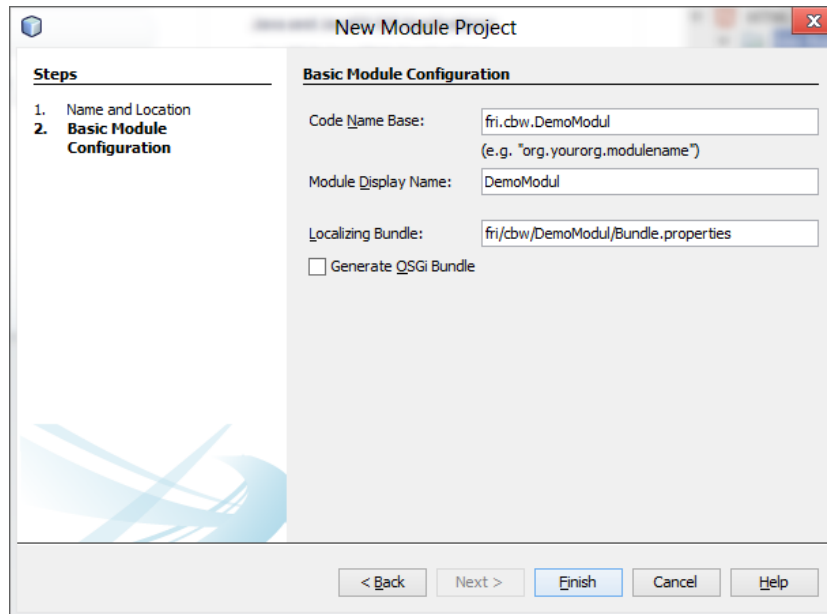 New Module Project
X
Steps
1. Name and Location
2. Basic Module
Configuration
Basic Module Configuration
Code Name Base:
fri.cbw.DemoModul
(e.g. "org.yourorg.modulename")
Module Display Name:
DemoModul
Localizing Bundle:
fri/cbw/DemoModul/Bundle.properties
Generate OSGi Bundle
< Back
Next >
Finish
Cancel
Help